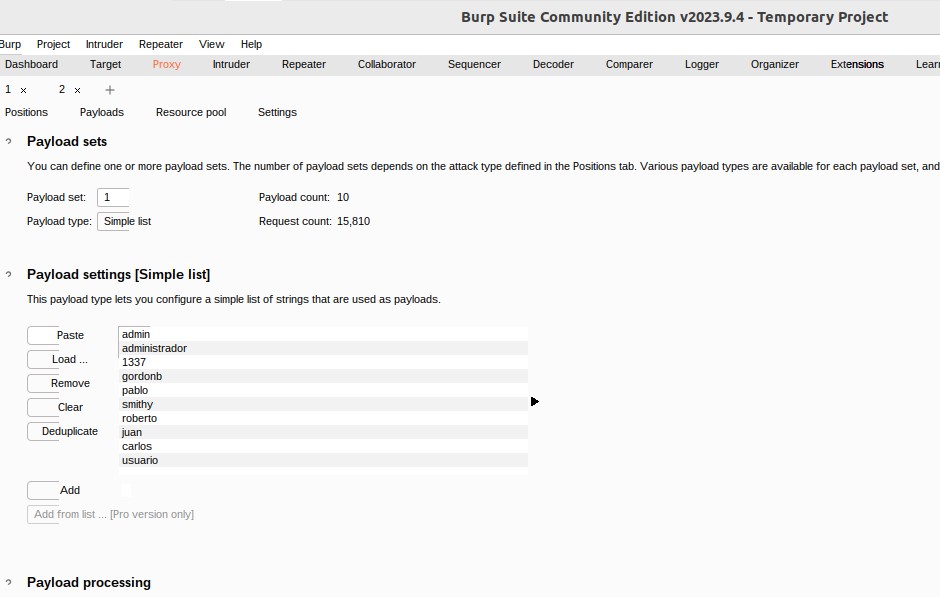 Burp Suite Community Edition v2023.9.4 - Temporary Project
Burp Project Intruder Repeater View Help
Dashboard Target Proxy Intruder Repeater Collaborator Sequencer Decoder Comparer Logger Organizer Extensions Learn
1 × 2 × +
Positions Payloads Resource pool Settings
? Payload sets
You can define one or more payload sets. The number of payload sets depends on the attack type defined in the Positions tab. Various payload types are available for each payload set, and
Payload set: 1 Payload count: 10
Payload type: Simple list Request count: 15,810
? Payload settings [Simple list]
This payload type lets you configure a simple list of strings that are used as payloads.
Paste
Load ...
Remove
Clear
Deduplicate
admin
administrador
1337
gordonb
pablo
smithy
roberto
juan
carlos
usuario
Add
Add from list ... [Pro version only]
? Payload processing